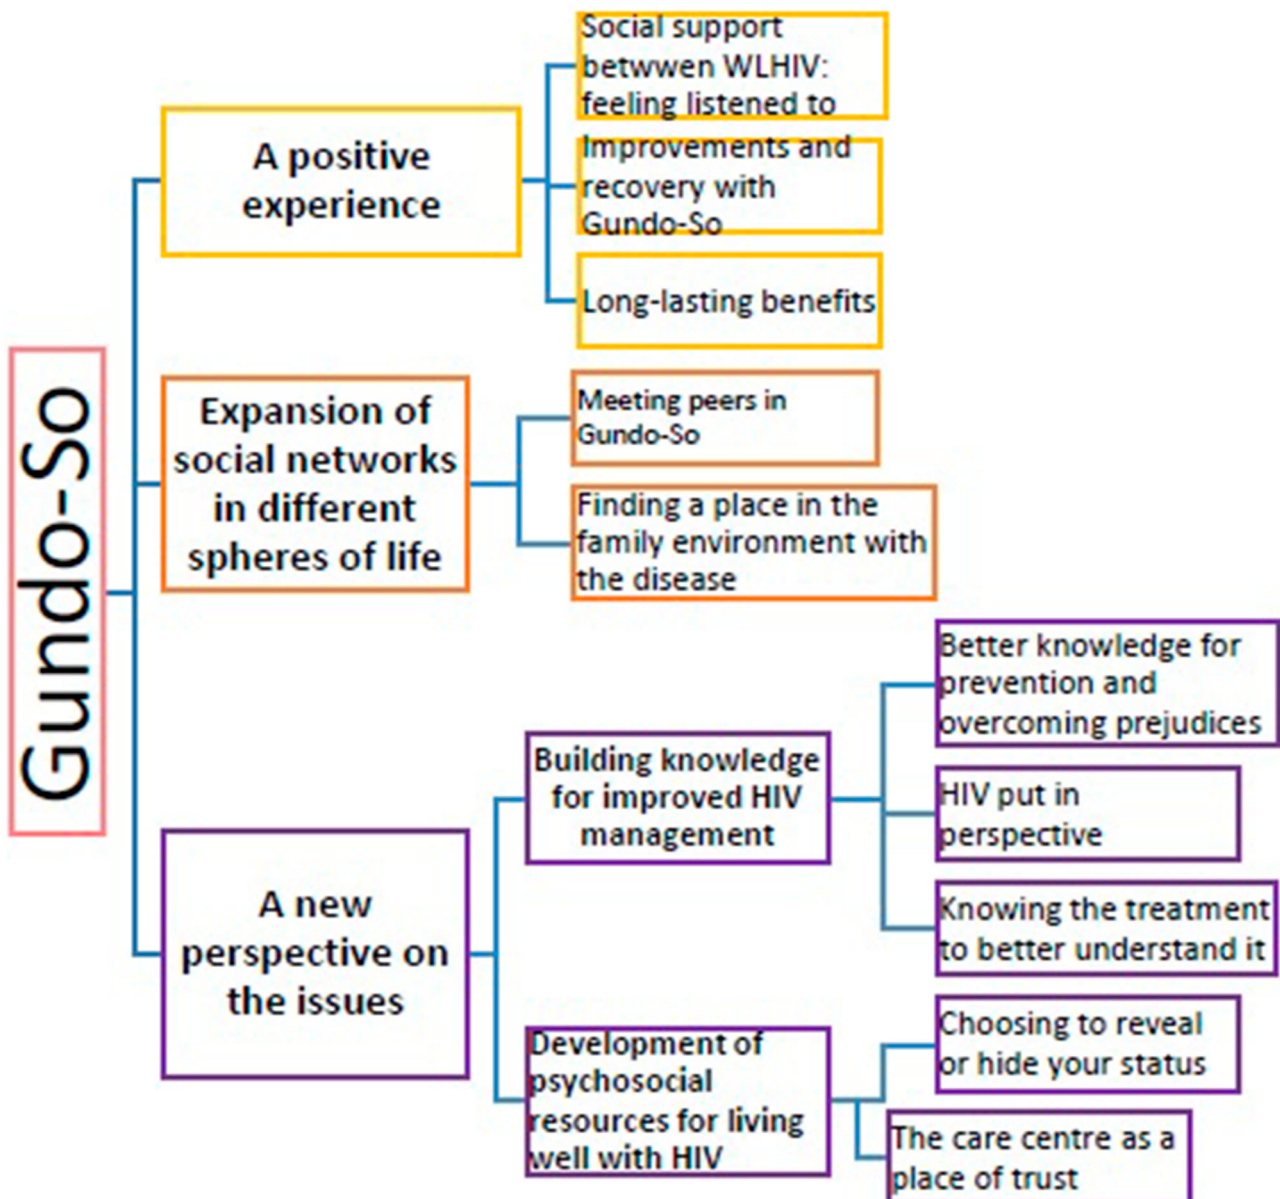 Gundo-So
A positive
experience
Social support
betwwen WLHIV:
feeling listened to
Improvements and
recovery with
Gundo-So
Long-lasting benefits
Expansion of
social networks
in different
spheres of life
Meeting peers in
Gundo-So
Finding a place in the
family environment with
the disease
A new
perspective on
the issues
Building knowledge
for improved HIV
management
Better knowledge for
prevention and
overcoming prejudices
HIV put in
perspective
Knowing the treatment
to better understand it
Development of
psychosocial
resources for living
well with HIV
Choosing to reveal
or hide your status
The care centre as a
place of trust